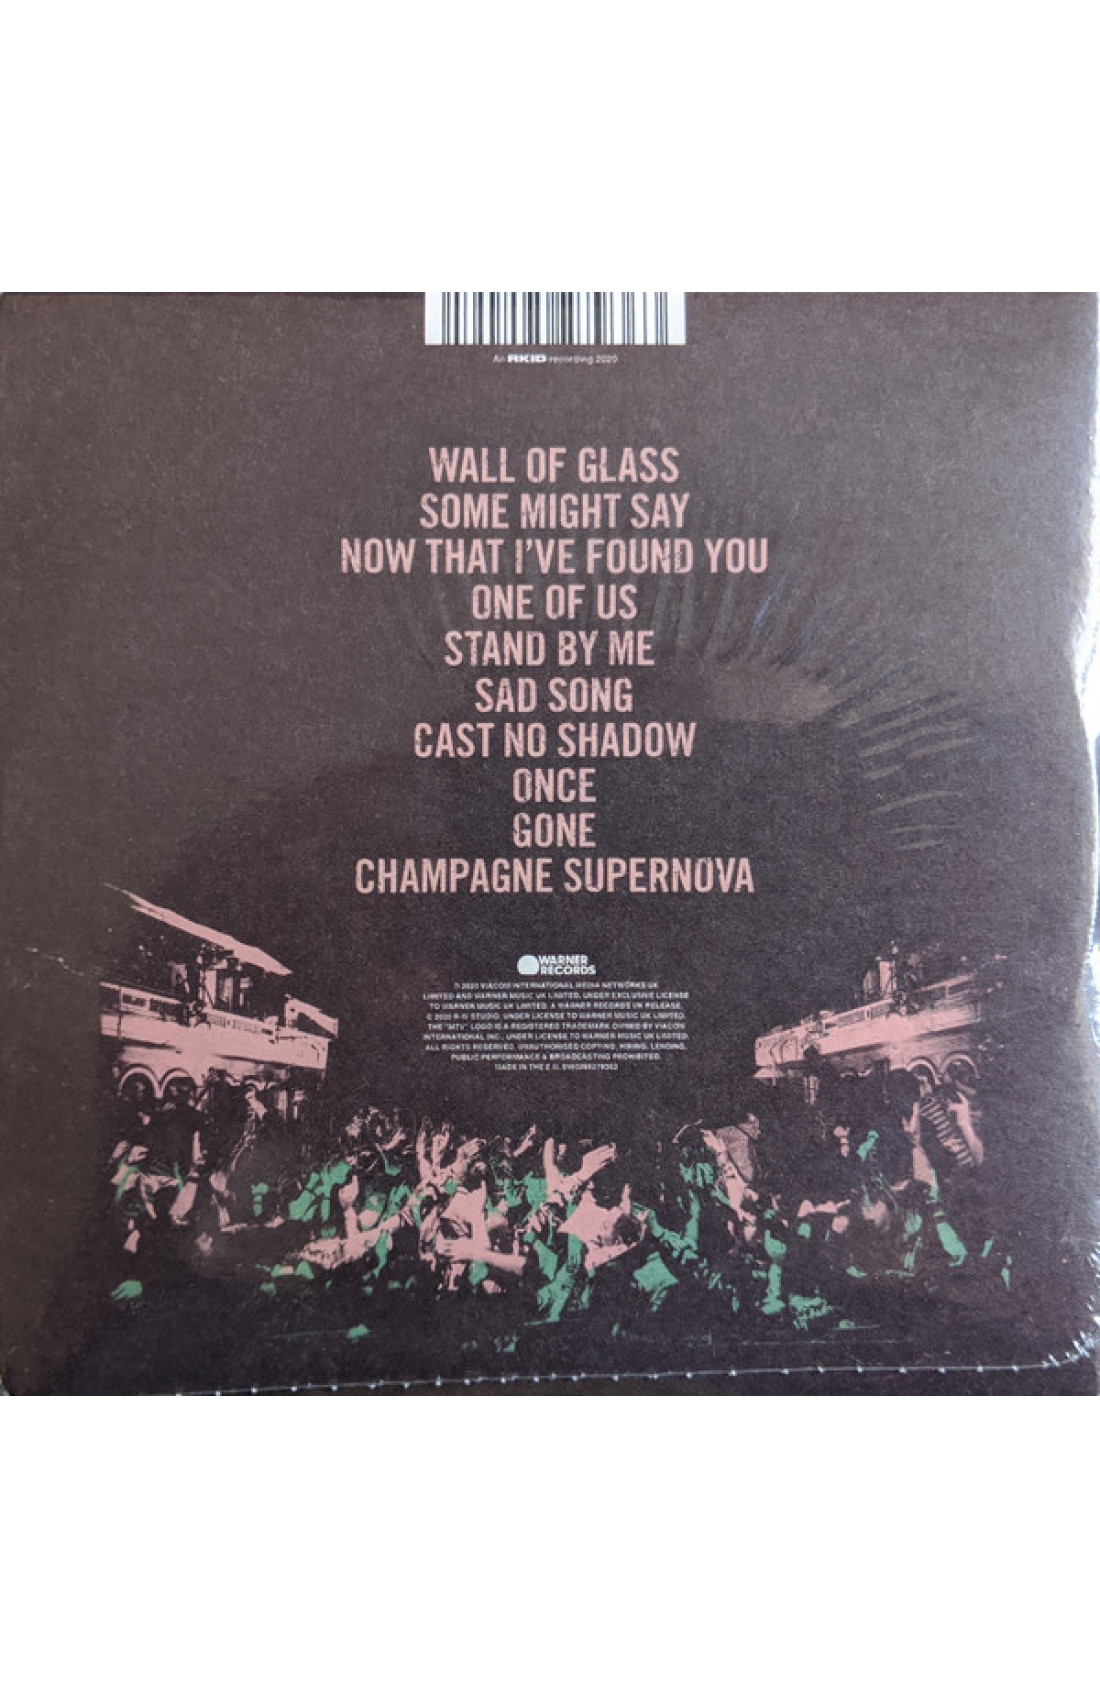 An RKID recording 2020
WALL OF GLASS
SOME MIGHT SAY
NOW THAT I'VE FOUND YOU
ONE OF US
STAND BY ME
SAD SONG
CAST NO SHADOW
ONCE
GONE
CHAMPAGNE SUPERNOVA
WARNER
RECORDS
2020 VIACOM INTERNATIONAL MEDIA NETWORKS UK
LIMITED AND WARNER MUSIC UK LIMITED. UNDER EXCLUSIVE LICENSE
TO WARNER MUSIC UK LIMITED. A WARNER RECORDS UK RELEASE.
© 2020 R-IV STUDIO. UNDER LICENSE TO WARNER MUSIC UK LIMITED.
THE "MTV" LOGO IS A REGISTERED TRADEMARK OWNED BY VIACOM
INTERNATIONAL INC., UNDER LICENSE TO WARNER MUSIC UK LIMITED.
ALL RIGHTS RESERVED. UNAUTHORISED COPYING, HIRING, LENDING,
PUBLIC PERFORMANCE & BROADCASTING PROHIBITED.
MADE IN THE E.U.